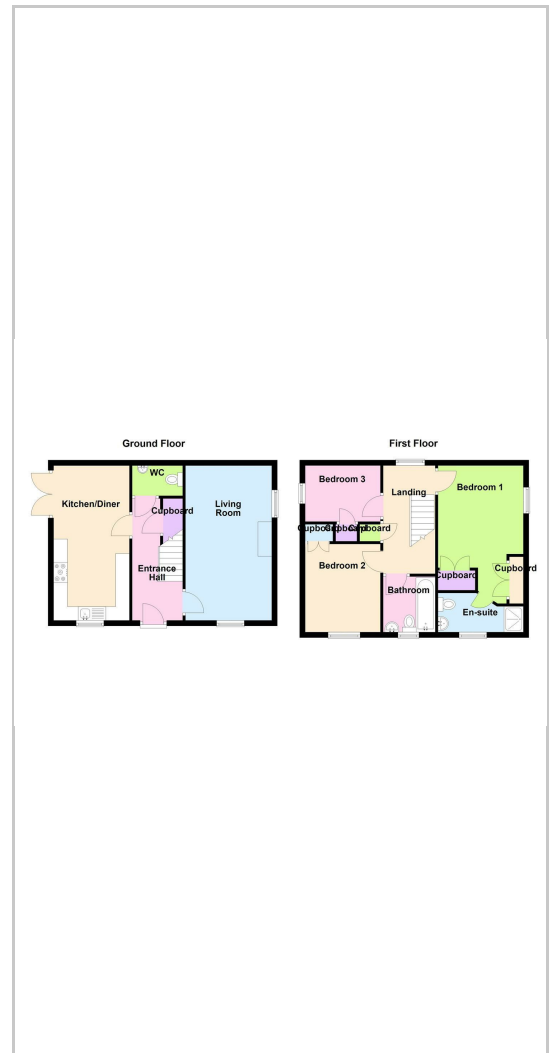 Ground Floor
WC
Kitchen/Diner
Cupboard
Living
Room
Entrance
Hall
First Floor
Bedroom 3
Landing
Bedroom 1
Cupboard
Cupboard
Cupboard
Bedroom 2
Cupboard
Cupboard
Bathroom
En-suite